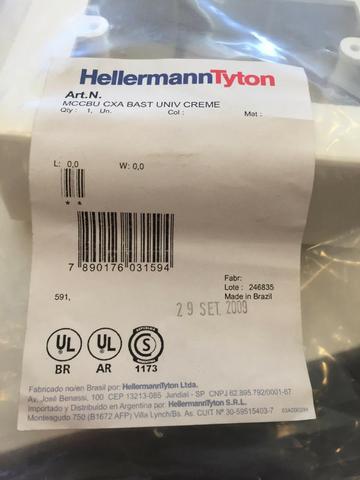 HellermannTyton
Art.N.
MCCBU CXA BAST UNIV CREME
Qty : 1, Un. Col : Mat :
L: 0,0 W: 0,0
* *
7 890176 031594
Fabr:
Lote : 246835
591, Made in Brazil
29 SET. 2009
UL UL S
BR AR 1173
Fabricado no/en Brasil por: HellermannTyton Ltda.
Av. José Benassi, 100 CEP 13213-085 Jundiaí - SP CNPJ 62.895.792/0001-67
Importado y Distribuido en Argentina por: HellermannTyton S.R.L.
Montesagudo 750 (B1672 AFP) Villa Lynch/Bs. As. CUIT Nº 30-59515403-7